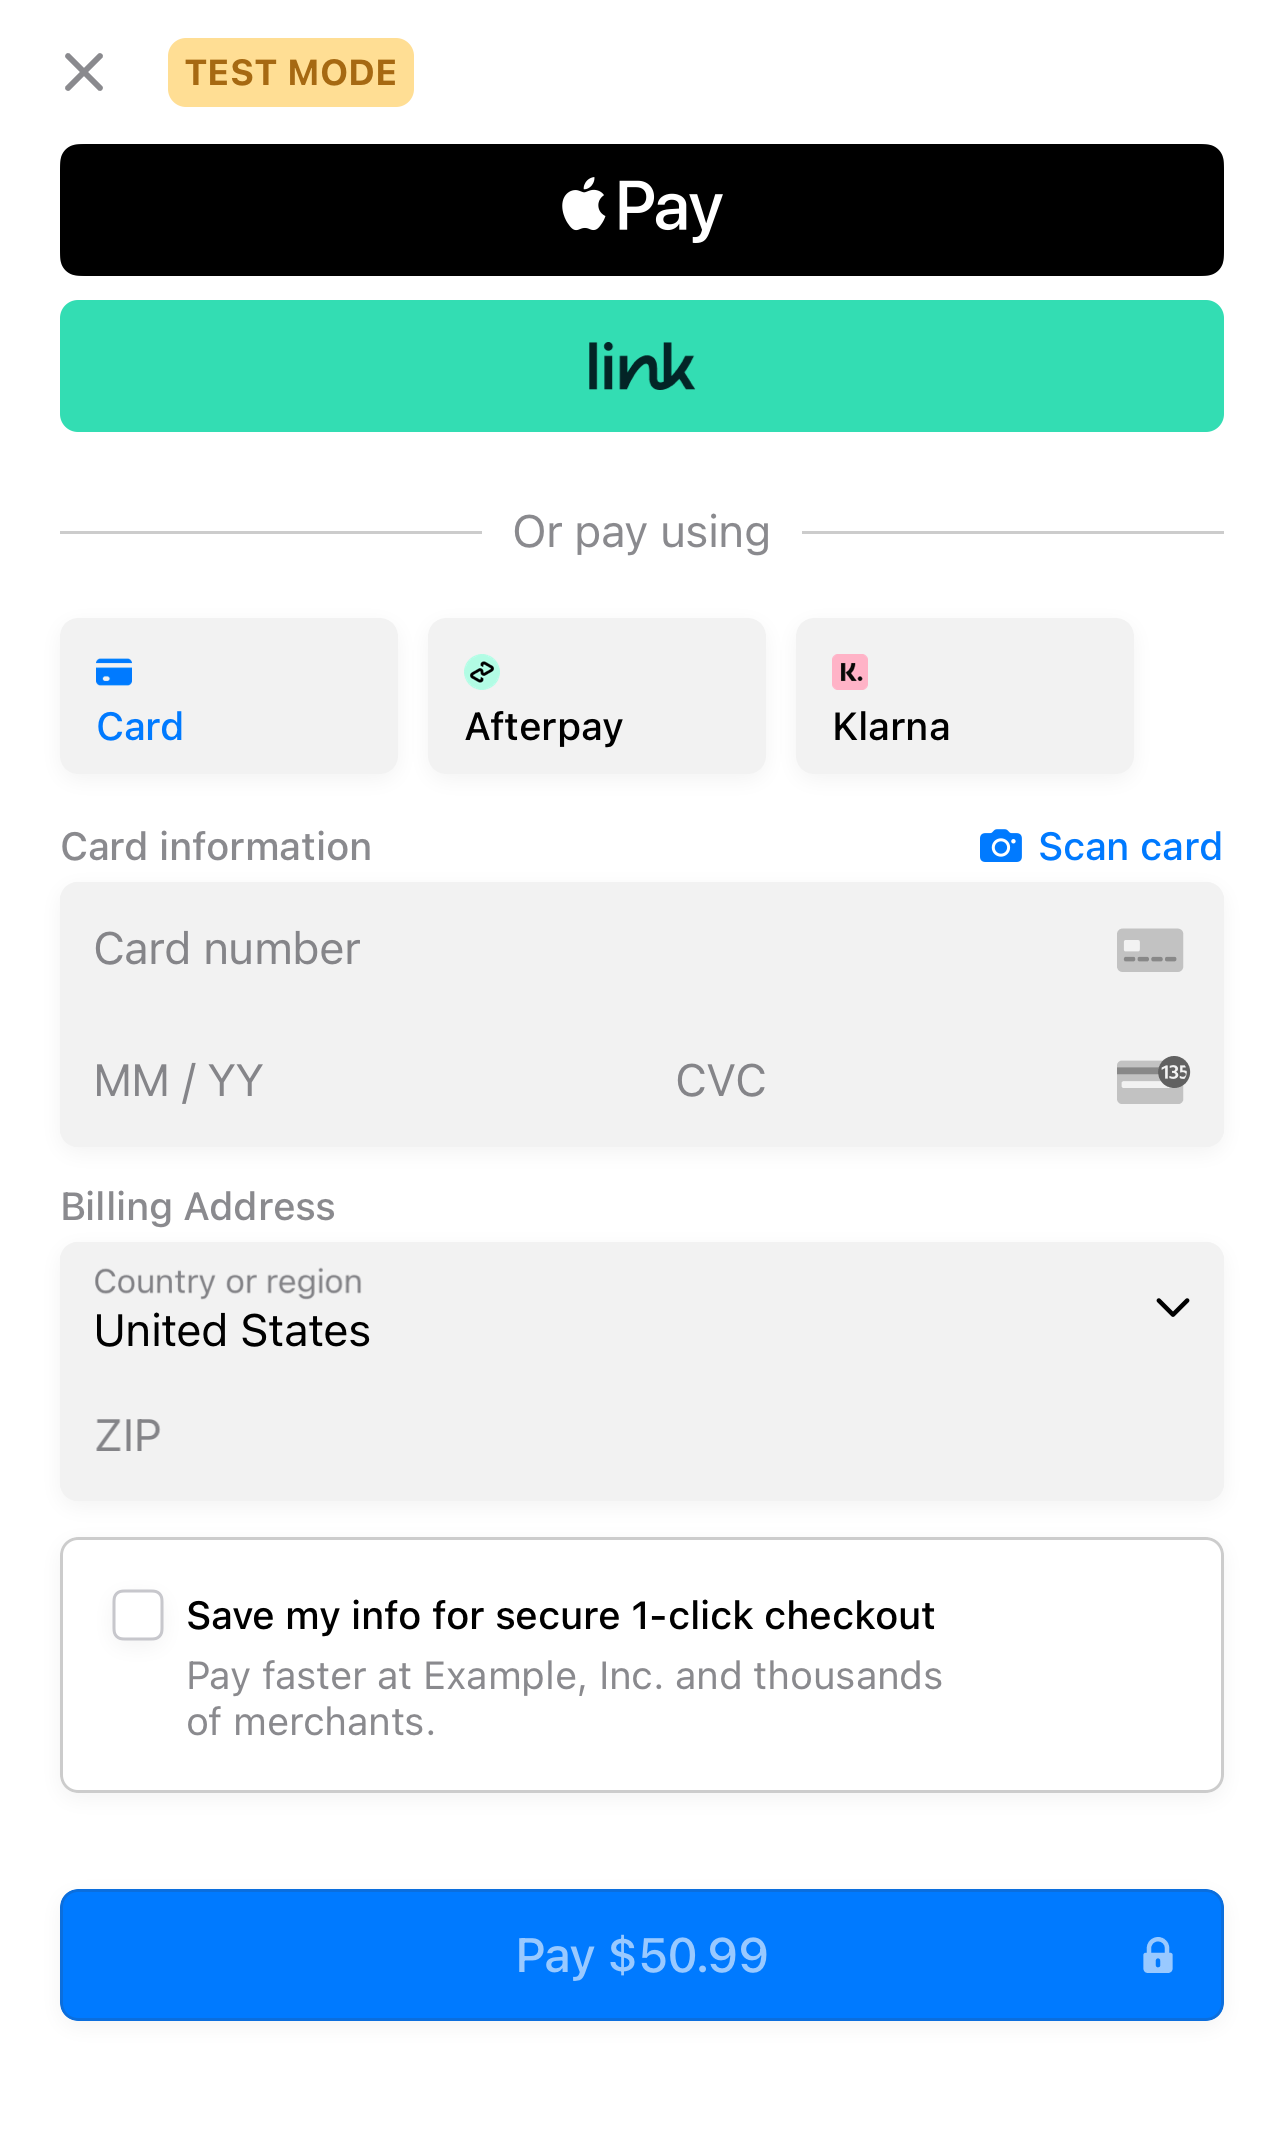 TEST MODE
Pay
link
Or pay using
Card
Afterpay
K.
Klarna
Card information
Scan card
Card number
MM / YY
CVC
135
Billing Address
Country or region
United States
ZIP
Save my info for secure 1-click checkout
Pay faster at Example, Inc. and thousands
of merchants.
Pay $50.99